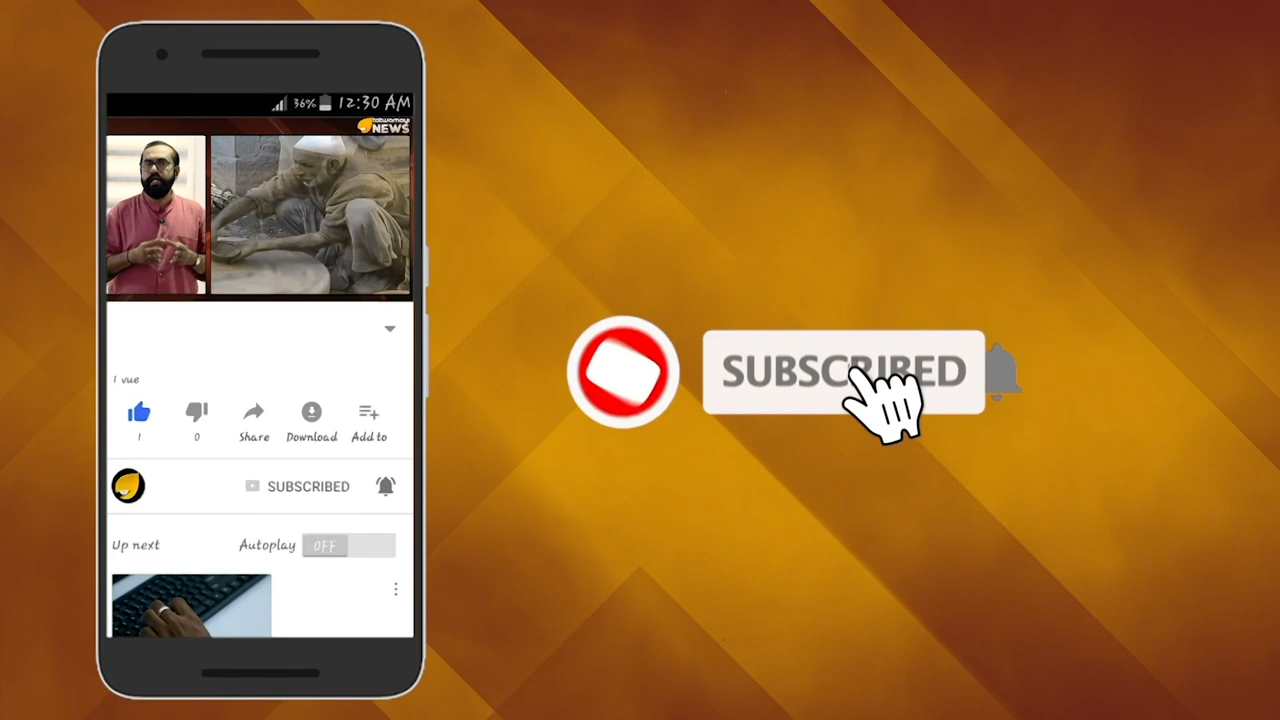 36% 12:30 AM
tatwamayi
NEWS
1 vue
1
0
Share
Download
Add to
SUBSCRIBED
Up next
Autoplay
OFF
SUBSCRIBED